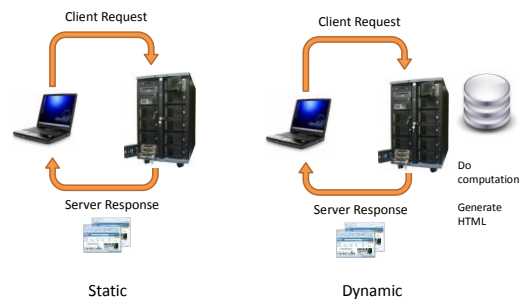 Client Request
Server Response
Static
Client Request
Do
computation
Generate
HTML
Server Response
Dynamic